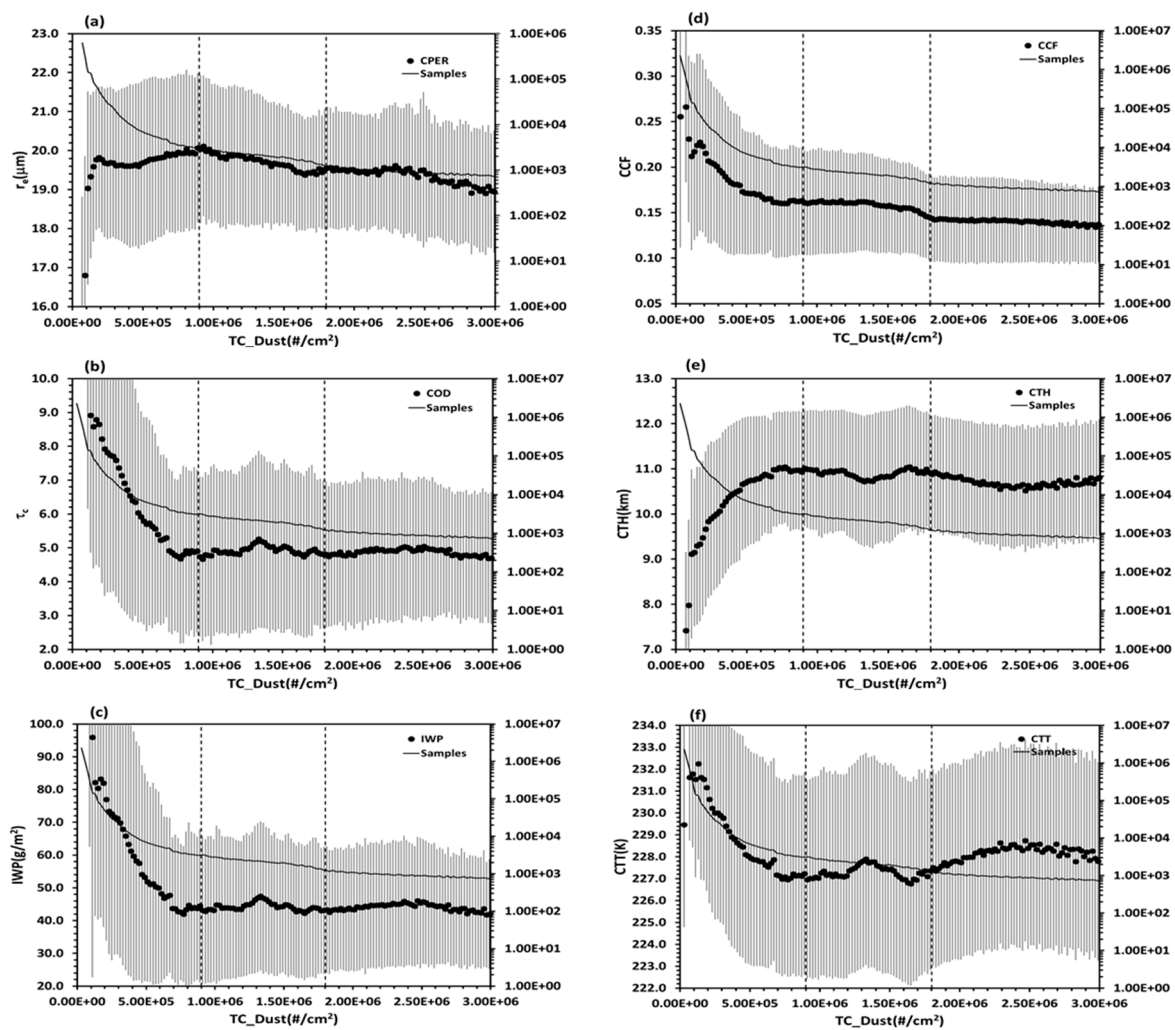 (a)
CPER
Samples
rₑ(μm)
23.0
22.0
21.0
20.0
19.0
18.0
17.0
16.0
1.00E+06
1.00E+05
1.00E+04
1.00E+03
1.00E+02
1.00E+01
1.00E+00
0.00E+00 5.00E+05 1.00E+06 1.50E+06 2.00E+06 2.50E+06 3.00E+06
TC_Dust(#/cm²)
(d)
CCF
Samples
CCF
0.35
0.30
0.25
0.20
0.15
0.10
0.05
1.00E+07
1.00E+06
1.00E+05
1.00E+04
1.00E+03
1.00E+02
1.00E+01
1.00E+00
0.00E+00 5.00E+05 1.00E+06 1.50E+06 2.00E+06 2.50E+06 3.00E+06
TC_Dust(#/cm²)
(b)
COD
Samples
τ_c
10.0
9.0
8.0
7.0
6.0
5.0
4.0
3.0
2.0
1.00E+07
1.00E+06
1.00E+05
1.00E+04
1.00E+03
1.00E+02
1.00E+01
1.00E+00
0.00E+00 5.00E+05 1.00E+06 1.50E+06 2.00E+06 2.50E+06 3.00E+06
TC_Dust(#/cm²)
(e)
CTH
Samples
CTH(km)
13.0
12.0
11.0
10.0
9.0
8.0
7.0
1.00E+07
1.00E+06
1.00E+05
1.00E+04
1.00E+03
1.00E+02
1.00E+01
1.00E+00
0.00E+00 5.00E+05 1.00E+06 1.50E+06 2.00E+06 2.50E+06 3.00E+06
TC_Dust(#/cm²)
(c)
IWP
Samples
IWP(g/m²)
100.0
90.0
80.0
70.0
60.0
50.0
40.0
30.0
20.0
1.00E+07
1.00E+06
1.00E+05
1.00E+04
1.00E+03
1.00E+02
1.00E+01
1.00E+00
0.00E+00 5.00E+05 1.00E+06 1.50E+06 2.00E+06 2.50E+06 3.00E+06
TC_Dust(#/cm²)
(f)
CTT
Samples
CTT(K)
234.0
233.0
232.0
231.0
230.0
229.0
228.0
227.0
226.0
225.0
224.0
223.0
222.0
1.00E+07
1.00E+06
1.00E+05
1.00E+04
1.00E+03
1.00E+02
1.00E+01
1.00E+00
0.00E+00 5.00E+05 1.00E+06 1.50E+06 2.00E+06 2.50E+06 3.00E+06
TC_Dust(#/cm²)